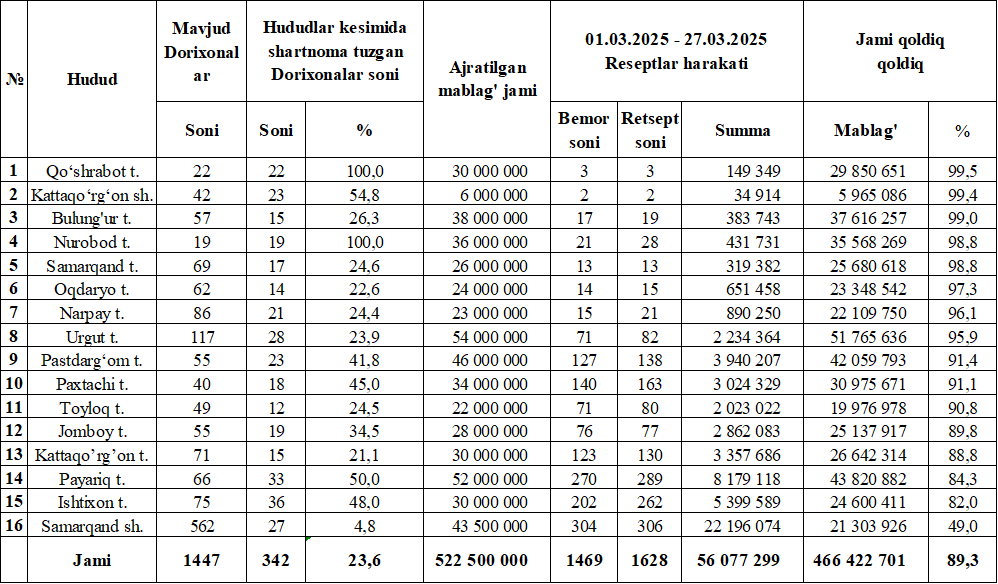 № Hudud Mavjud Dorixonalar Hududlar kesimida shartnoma tuzgan Dorixonalar soni Ajratilgan mablag' jami 01.03.2025 - 27.03.2025 Reseptlar harakati Jami qoldiq qoldiq
Soni Soni % Bemor soni Retsept soni Summa Mablag' %
1 Qo‘shrabot t. 22 22 100,0 30 000 000 3 3 149 349 29 850 651 99,5
2 Kattaqo‘rg‘on sh. 42 23 54,8 6 000 000 2 2 34 914 5 965 086 99,4
3 Bulung'ur t. 57 15 26,3 38 000 000 17 19 383 743 37 616 257 99,0
4 Nurobod t. 19 19 100,0 36 000 000 21 28 431 731 35 568 269 98,8
5 Samarqand t. 69 17 24,6 26 000 000 13 13 319 382 25 680 618 98,8
6 Oqdaryo t. 62 14 22,6 24 000 000 14 15 651 458 23 348 542 97,3
7 Narpay t. 86 21 24,4 23 000 000 15 21 890 250 22 109 750 96,1
8 Urgut t. 117 28 23,9 54 000 000 71 82 2 234 364 51 765 636 95,9
9 Pastdarg‘om t. 55 23 41,8 46 000 000 127 138 3 940 207 42 059 793 91,4
10 Paxtachi t. 40 18 45,0 34 000 000 140 163 3 024 329 30 975 671 91,1
11 Toyloq t. 49 12 24,5 22 000 000 71 80 2 023 022 19 976 978 90,8
12 Jomboy t. 55 19 34,5 28 000 000 76 77 2 862 083 25 137 917 89,8
13 Kattaqo’rg’on t. 71 15 21,1 30 000 000 123 130 3 357 686 26 642 314 88,8
14 Payariq t. 66 33 50,0 52 000 000 270 289 8 179 118 43 820 882 84,3
15 Ishtixon t. 75 36 48,0 30 000 000 202 262 5 399 589 24 600 411 82,0
16 Samarqand sh. 562 27 4,8 43 500 000 304 306 22 196 074 21 303 926 49,0
Jami 1447 342 23,6 522 500 000 1469 1628 56 077 299 466 422 701 89,3